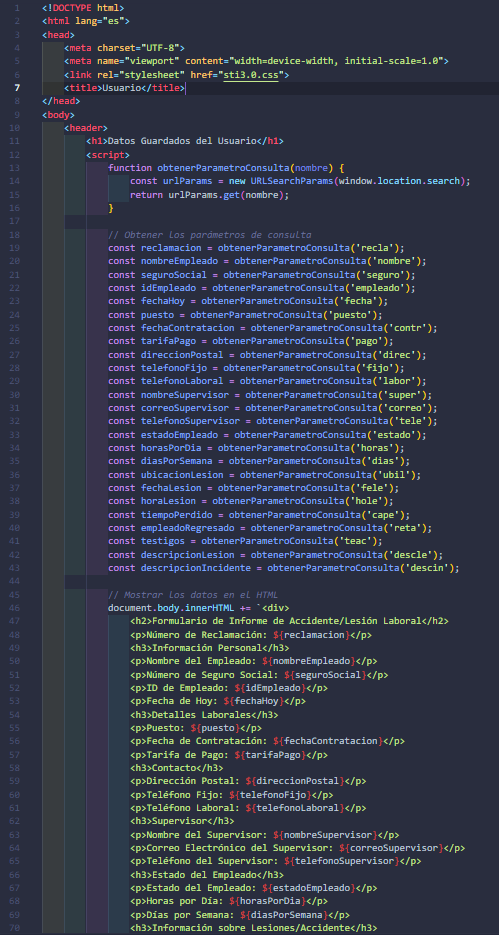 1 <!DOCTYPE html>
2 <html lang="es">
3 <head>
4 <meta charset="UTF-8">
5 <meta name="viewport" content="width=device-width, initial-scale=1.0">
6 <link rel="stylesheet" href="sti3.0.css">
7 <title>Usuario</title>
8 </head>
9 <body>
10 <header>
11 <h1>Datos Guardados del Usuario</h1>
12 <script>
13 function obtenerParametroConsulta(nombre) {
14 const urlParams = new URLSearchParams(window.location.search);
15 return urlParams.get(nombre);
16 }
17
18 // Obtener los parámetros de consulta
19 const reclamacion = obtenerParametroConsulta('recla');
20 const nombreEmpleado = obtenerParametroConsulta('nombre');
21 const seguroSocial = obtenerParametroConsulta('seguro');
22 const idEmpleado = obtenerParametroConsulta('empleado');
23 const fechaHoy = obtenerParametroConsulta('fecha');
24 const puesto = obtenerParametroConsulta('puesto');
25 const fechaContratacion = obtenerParametroConsulta('contr');
26 const tarifaPago = obtenerParametroConsulta('pago');
27 const direccionPostal = obtenerParametroConsulta('direc');
28 const telefonoFijo = obtenerParametroConsulta('fijo');
29 const telefonoLaboral = obtenerParametroConsulta('labor');
30 const nombreSupervisor = obtenerParametroConsulta('super');
31 const correoSupervisor = obtenerParametroConsulta('correo');
32 const telefonoSupervisor = obtenerParametroConsulta('tele');
33 const estadoEmpleado = obtenerParametroConsulta('estado');
34 const horasPorDia = obtenerParametroConsulta('horas');
35 const diasPorSemana = obtenerParametroConsulta('dias');
36 const ubicacionLesion = obtenerParametroConsulta('ubil');
37 const fechaLesion = obtenerParametroConsulta('fele');
38 const horaLesion = obtenerParametroConsulta('hole');
39 const tiempoPerdido = obtenerParametroConsulta('cape');
40 const empleadoRegresado = obtenerParametroConsulta('reta');
41 const testigos = obtenerParametroConsulta('teac');
42 const descripcionLesion = obtenerParametroConsulta('descle');
43 const descripcionIncidente = obtenerParametroConsulta('descin');
44
45 // Mostrar los datos en el HTML
46 document.body.innerHTML += `<div>
47 <h2>Formulario de Informe de Accidente/Lesión Laboral</h2>
48 <p>Número de Reclamación: ${reclamacion}</p>
49 <h3>Información Personal</h3>
50 <p>Nombre del Empleado: ${nombreEmpleado}</p>
51 <p>Número de Seguro Social: ${seguroSocial}</p>
52 <p>ID de Empleado: ${idEmpleado}</p>
53 <p>Fecha de Hoy: ${fechaHoy}</p>
54 <h3>Detalles Laborales</h3>
55 <p>Puesto: ${puesto}</p>
56 <p>Fecha de Contratación: ${fechaContratacion}</p>
57 <p>Tarifa de Pago: ${tarifaPago}</p>
58 <h3>Contacto</h3>
59 <p>Dirección Postal: ${direccionPostal}</p>
60 <p>Teléfono Fijo: ${telefonoFijo}</p>
61 <p>Teléfono Laboral: ${telefonoLaboral}</p>
62 <h3>Supervisor</h3>
63 <p>Nombre del Supervisor: ${nombreSupervisor}</p>
64 <p>Correo Electrónico del Supervisor: ${correoSupervisor}</p>
65 <p>Teléfono del Supervisor: ${telefonoSupervisor}</p>
66 <h3>Estado del Empleado</h3>
67 <p>Estado del Empleado: ${estadoEmpleado}</p>
68 <p>Horas por Día: ${horasPorDia}</p>
69 <p>Días por Semana: ${diasPorSemana}</p>
70 <h3>Información sobre Lesiones/Accidente</h3>